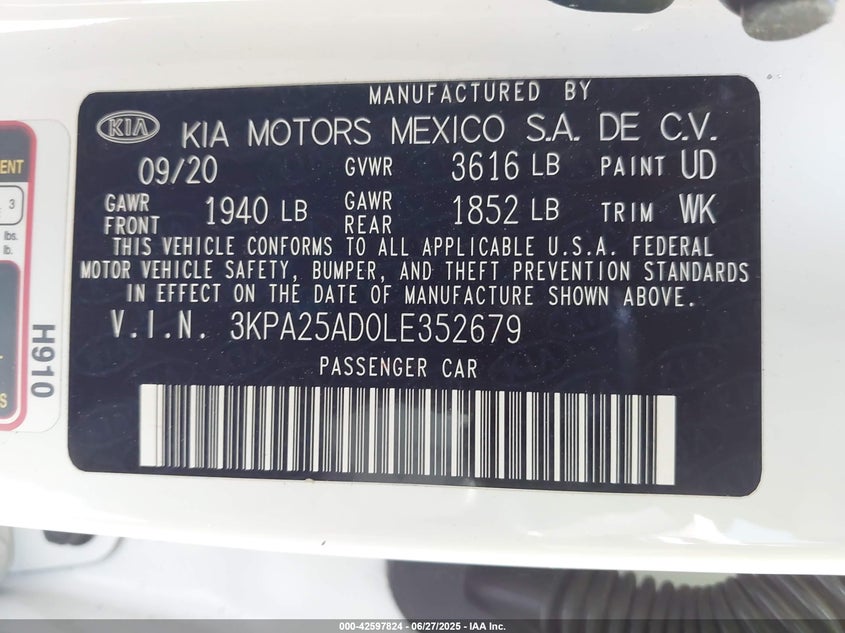 MANUFACTURED BY
KIA KIA MOTORS MEXICO S.A. DE C.V.
09/20 GVWR 3616 LB PAINT UD
GAWR FRONT 1940 LB GAWR REAR 1852 LB TRIM WK
THIS VEHICLE CONFORMS TO ALL APPLICABLE U.S.A. FEDERAL
MOTOR VEHICLE SAFETY, BUMPER, AND THEFT PREVENTION STANDARDS
IN EFFECT ON THE DATE OF MANUFACTURE SHOWN ABOVE.
V.I.N. 3KPA25AD0LE352679
PASSENGER CAR
H910
3
lbs.
lb.
000-42597824 | 06/27/2025 - IAA Inc.